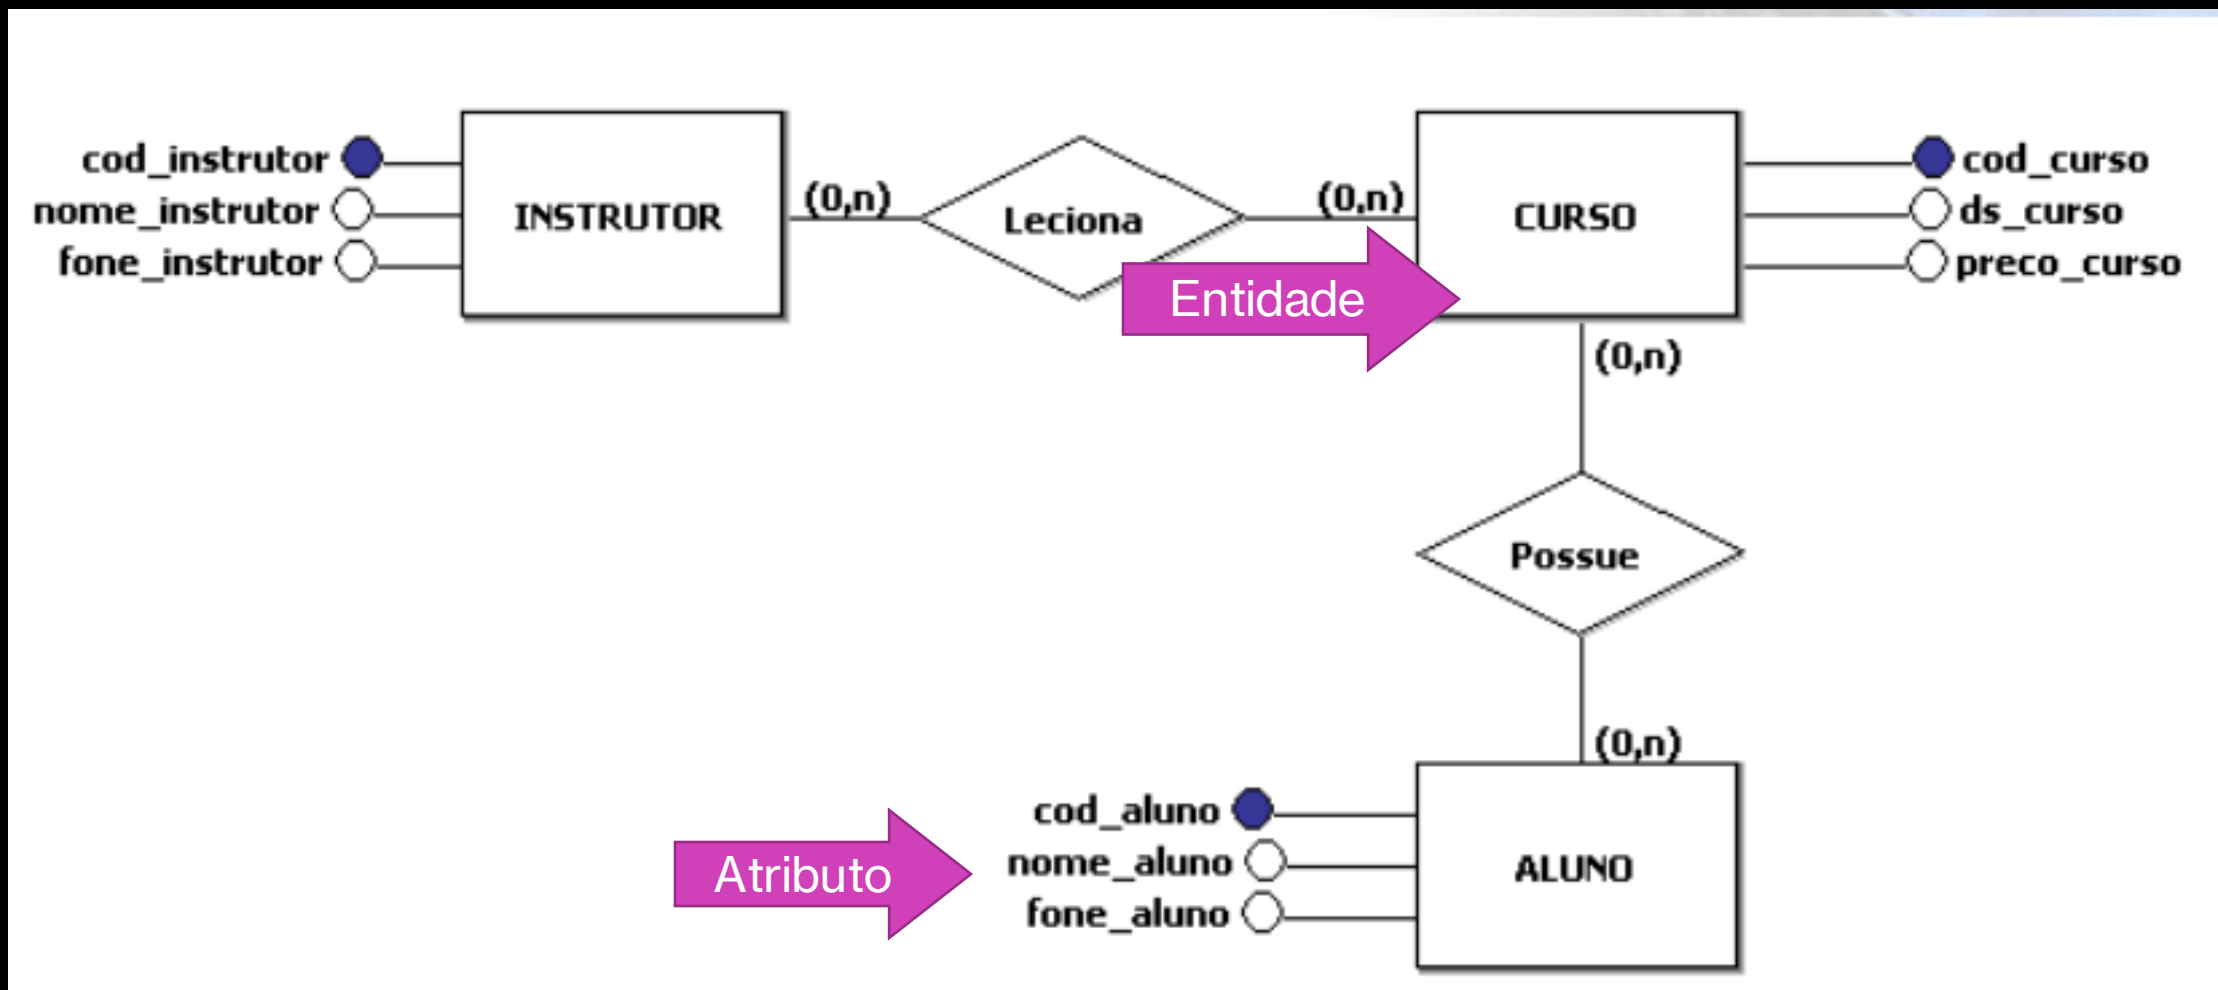 cod_instrutor
nome_instrutor
fone_instrutor
INSTRUTOR
(0,n)
Leciona
(0,n)
CURSO
cod_curso
ds_curso
preco_curso
Entidade
(0,n)
Possue
(0,n)
cod_aluno
nome_aluno
fone_aluno
ALUNO
Atributo